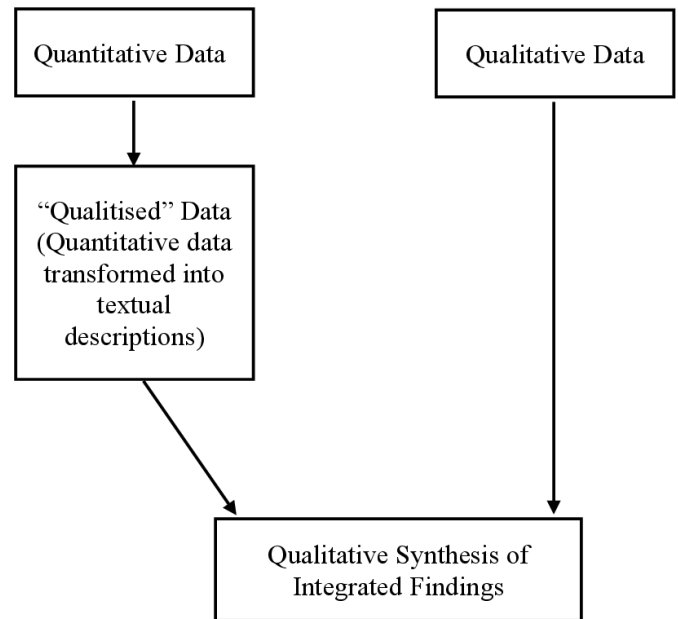 Quantitative Data
Qualitative Data
“Qualitised” Data
(Quantitative data
transformed into
textual
descriptions)
Qualitative Synthesis of
Integrated Findings